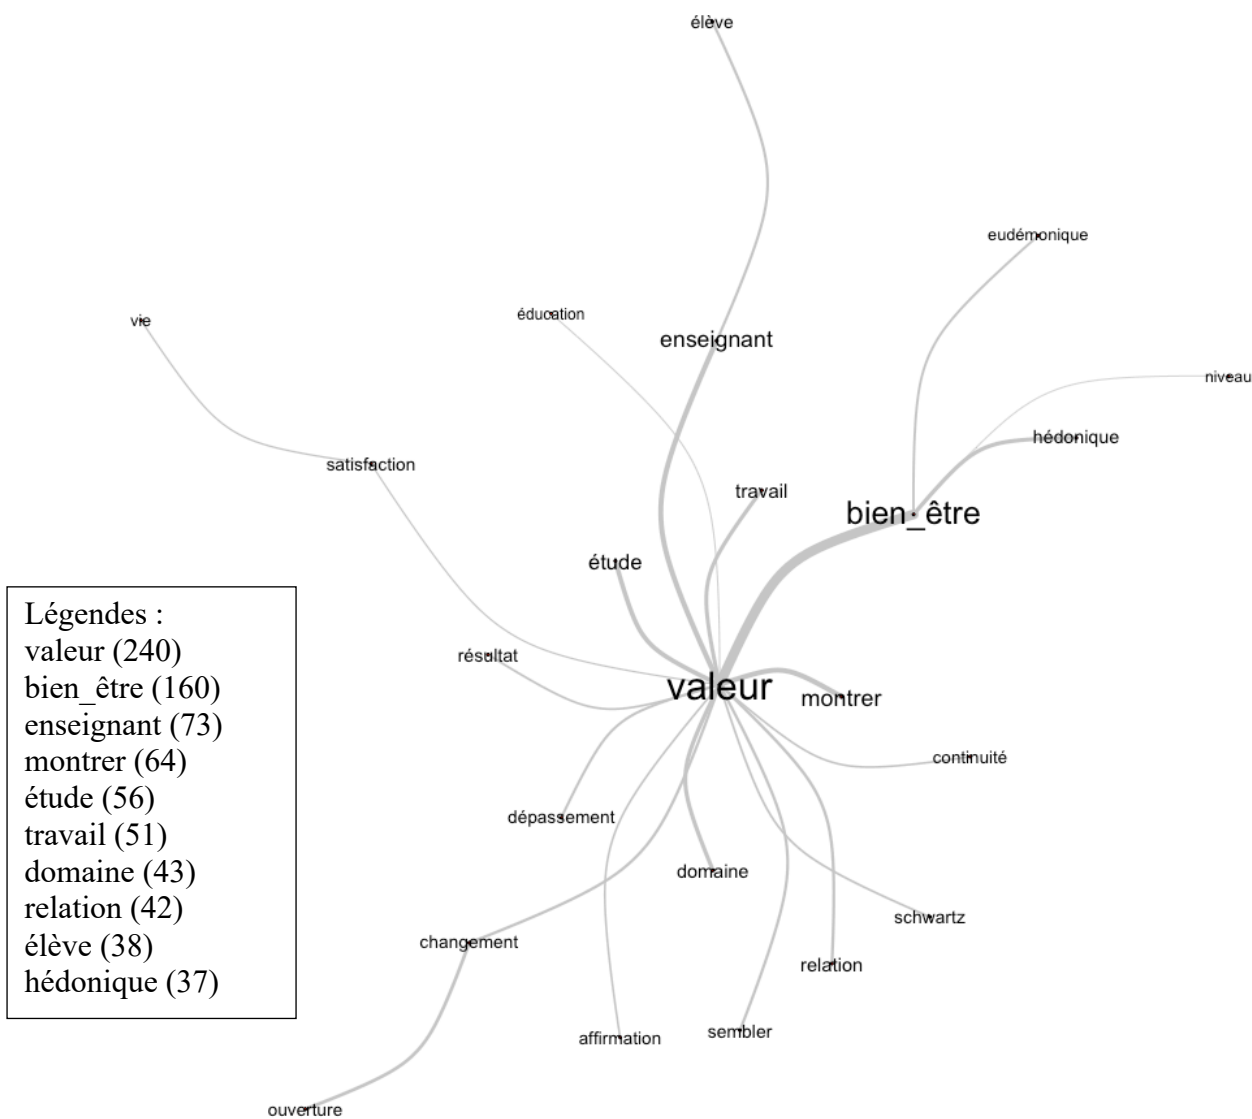 élève
eudémonique
éducation
vie
enseignant
niveau
hédonique
satisfaction
travail
bien_être
étude
résultat
valeur
montrer
continuité
dépassement
domaine
schwartz
changement
relation
sembler
affirmation
ouverture
Légendes :
valeur (240)
bien_être (160)
enseignant (73)
montrer (64)
étude (56)
travail (51)
domaine (43)
relation (42)
élève (38)
hédonique (37)